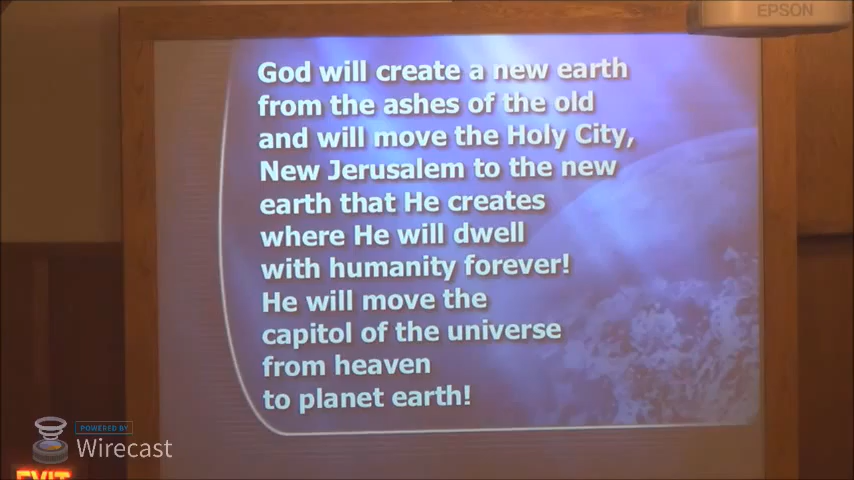 EPSON
God will create a new earth
from the ashes of the old
and will move the Holy City,
New Jerusalem to the new
earth that He creates
where He will dwell
with humanity forever!
He will move the
capitol of the universe
from heaven
to planet earth!
POWERED BY
Wirecast
EXIT